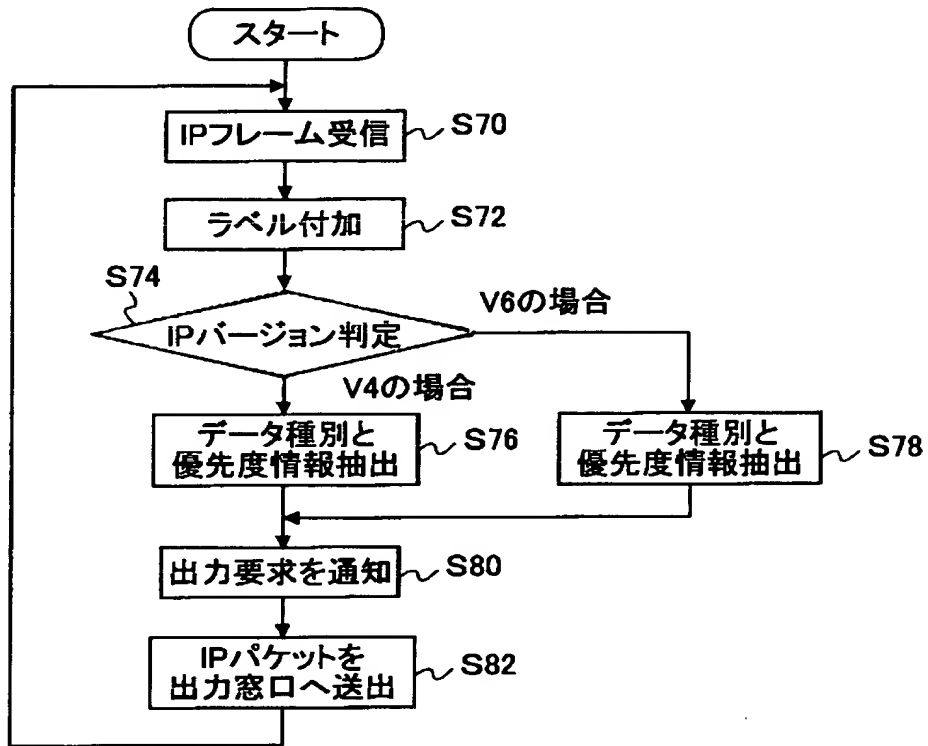 スタート
IPフレーム受信
S70
ラベル付加
S72
S74
IPバージョン判定
V6の場合
V4の場合
データ種別と
優先度情報抽出
S76
データ種別と
優先度情報抽出
S78
出力要求を通知
S80
IPパケットを
出力窓口へ送出
S82